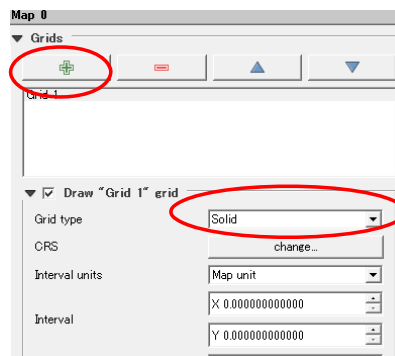 Map 0
Grids
Grid 1
Draw "Grid 1" grid
Grid type Solid
CRS change...
Interval units Map unit
Interval
X 0.000000000000
Y 0.000000000000